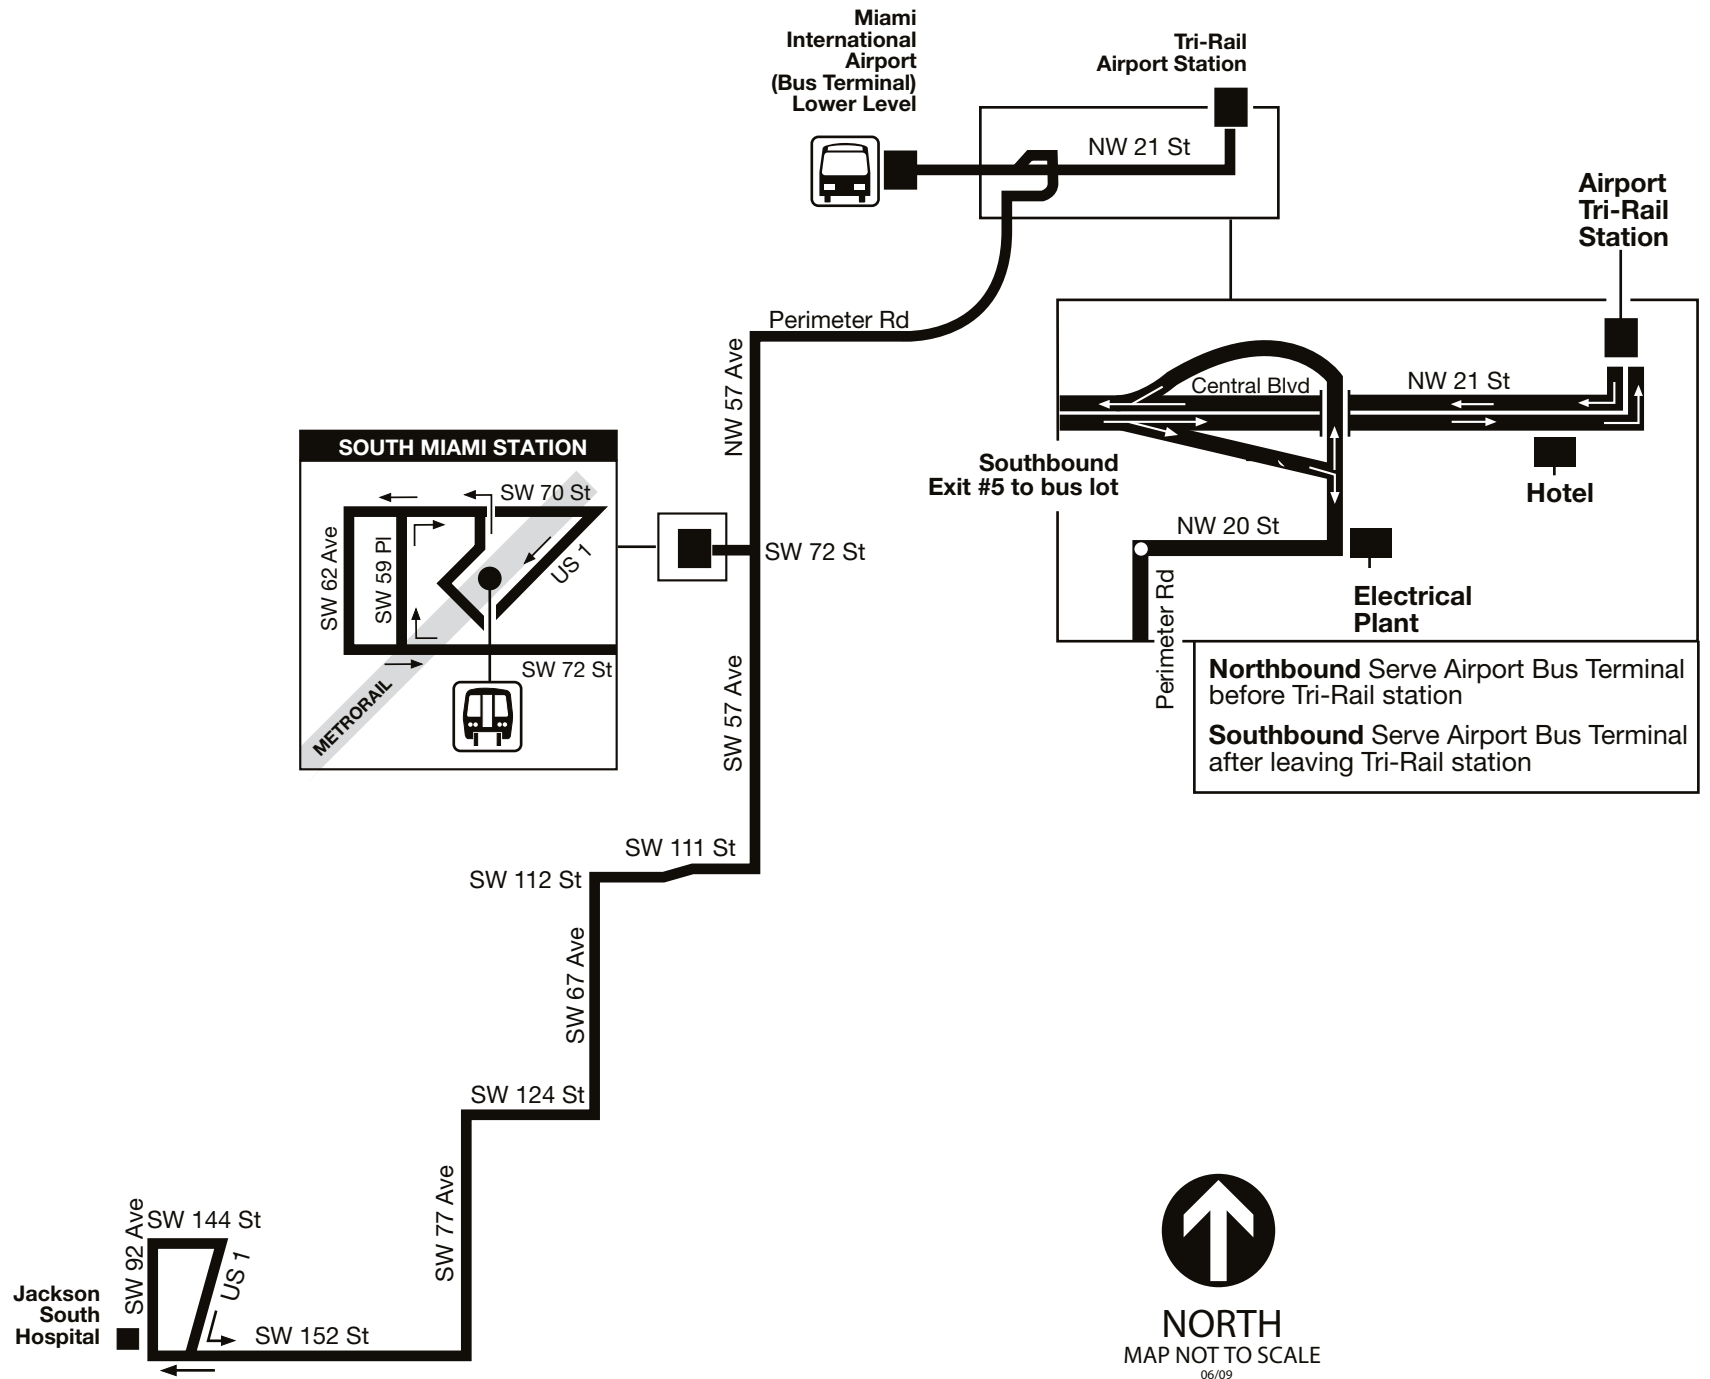 Miami
International
Airport
(Bus Terminal)
Lower Level
Tri-Rail
Airport Station
NW 21 St
Airport
Tri-Rail
Station
Perimeter Rd
NW 57 Ave
Central Blvd
NW 21 St
Southbound
Exit #5 to bus lot
Hotel
NW 20 St
Electrical
Plant
Perimeter Rd
Northbound Serve Airport Bus Terminal
before Tri-Rail station
Southbound Serve Airport Bus Terminal
after leaving Tri-Rail station
SOUTH MIAMI STATION
SW 70 St
SW 62 Ave
SW 59 Pl
US 1
SW 72 St
METRORAIL
SW 72 St
SW 57 Ave
SW 111 St
SW 112 St
SW 67 Ave
SW 124 St
SW 77 Ave
SW 92 Ave
SW 144 St
US 1
Jackson
South
Hospital
SW 152 St
NORTH
MAP NOT TO SCALE
06/09